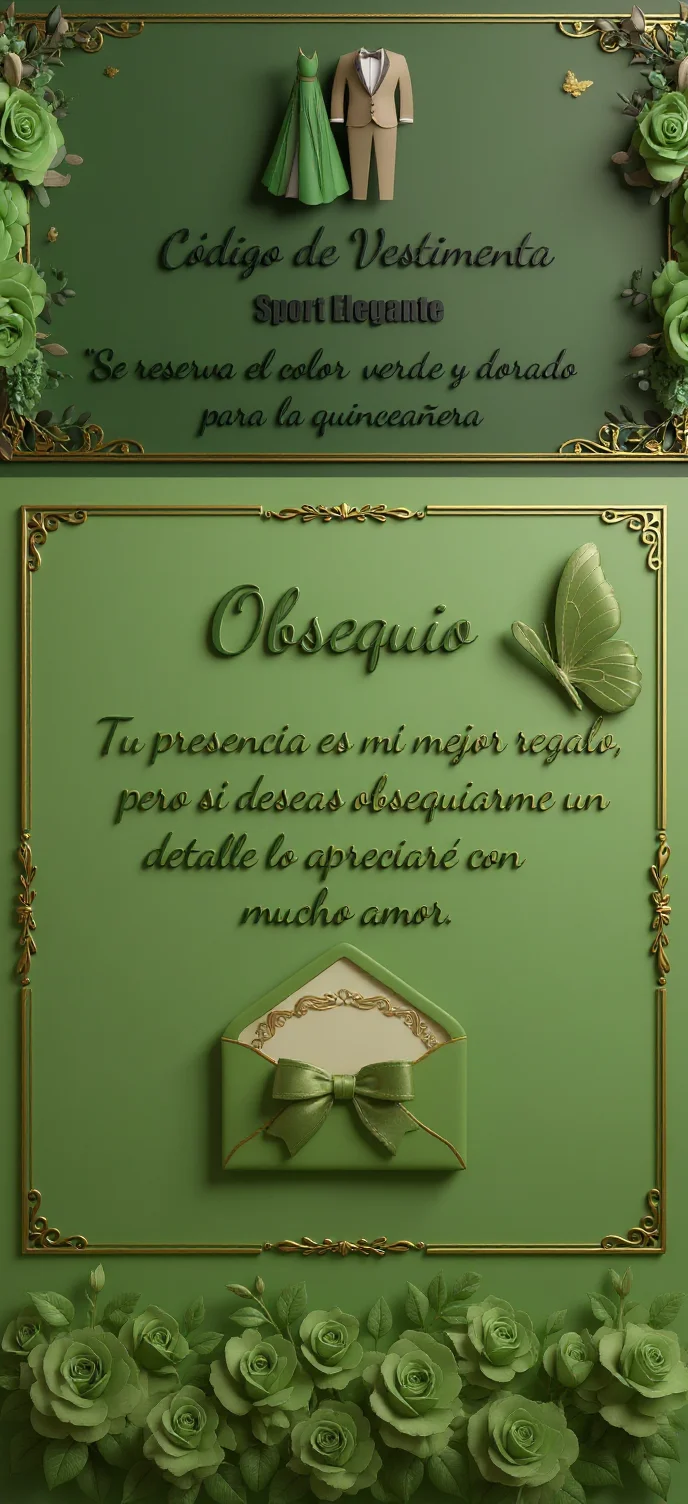 Código de Vestimenta
Sport Elegante
"Se reserva el color verde y dorado
para la quinceañera
Obsequio
Tu presencia es mi mejor regalo,
pero si deseas obsequiarme un
detalle lo apreciaré con
mucho amor.